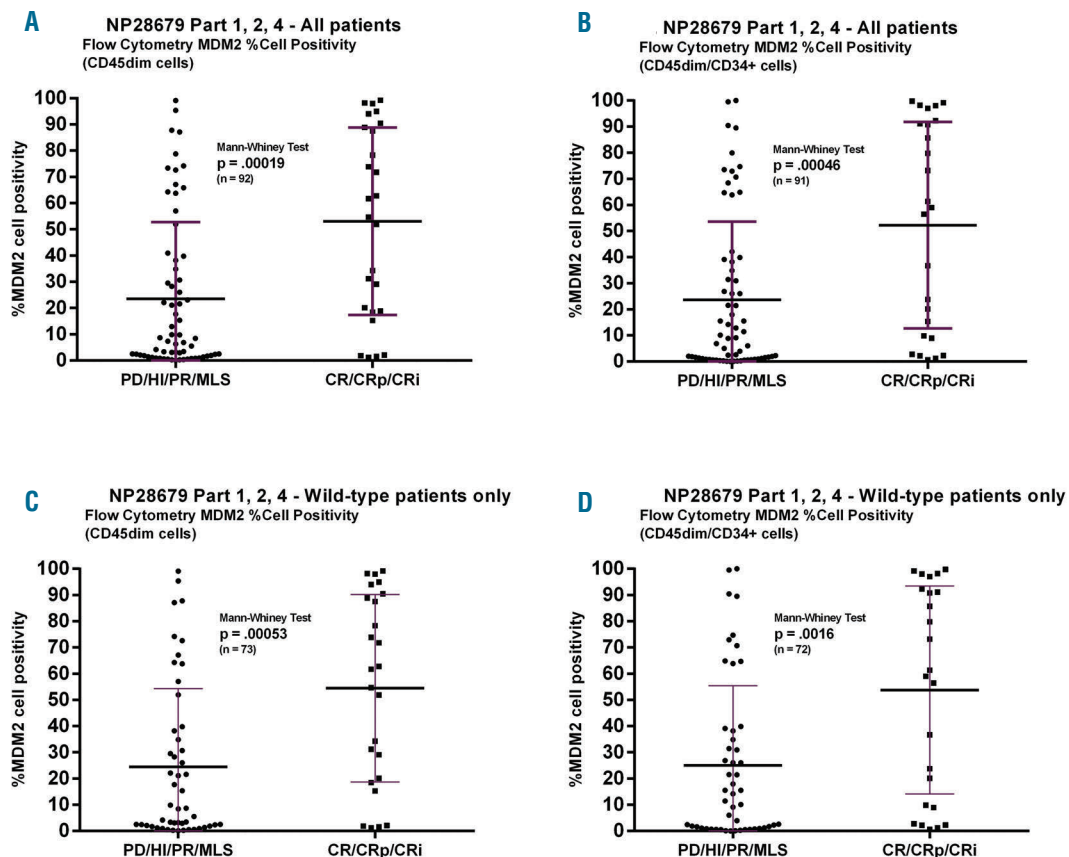 A
NP28679 Part 1, 2, 4 - All patients
Flow Cytometry MDM2 %Cell Positivity
(CD45dim cells)
%MDM2 cell positivity
100
90
80
70
60
50
40
30
20
10
0
Mann-Whiney Test
p = .00019
(n = 92)
PD/HI/PR/MLS
CR/CRp/CRi
B
NP28679 Part 1, 2, 4 - All patients
Flow Cytometry MDM2 %Cell Positivity
(CD45dim/CD34+ cells)
%MDM2 cell positivity
100
90
80
70
60
50
40
30
20
10
0
Mann-Whiney Test
p = .00046
(n = 91)
PD/HI/PR/MLS
CR/CRp/CRi
C
NP28679 Part 1, 2, 4 - Wild-type patients only
Flow Cytometry MDM2 %Cell Positivity
(CD45dim cells)
%MDM2 cell positivity
100
90
80
70
60
50
40
30
20
10
0
Mann-Whiney Test
p = .00053
(n = 73)
PD/HI/PR/MLS
CR/CRp/CRi
D
NP28679 Part 1, 2, 4 - Wild-type patients only
Flow Cytometry MDM2 %Cell Positivity
(CD45dim/CD34+ cells)
%MDM2 cell positivity
100
90
80
70
60
50
40
30
20
10
0
Mann-Whiney Test
p = .0016
(n = 72)
PD/HI/PR/MLS
CR/CRp/CRi